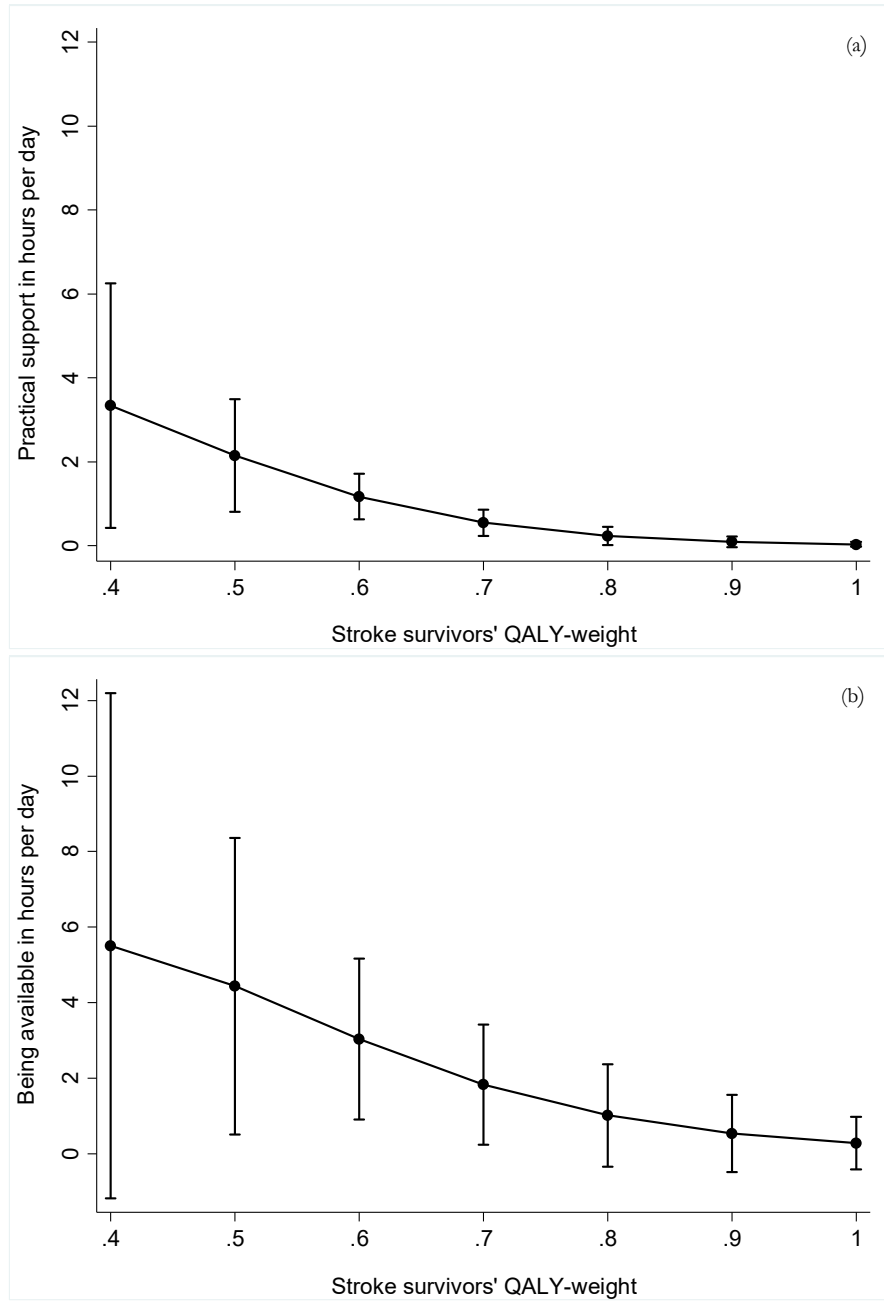 (a)
Practical support in hours per day
12
10
8
6
4
2
0
.4 .5 .6 .7 .8 .9 1
Stroke survivors' QALY-weight
(b)
Being available in hours per day
12
10
8
6
4
2
0
.4 .5 .6 .7 .8 .9 1
Stroke survivors' QALY-weight